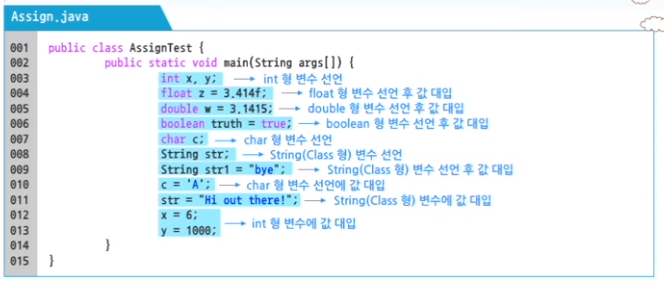 Assign.java
001 public class AssignTest {
002 public static void main(String args[]) {
003 int x, y; → int 형 변수 선언
004 float z = 3.414f; → float 형 변수 선언 후 값 대입
005 double w = 3.1415; → double 형 변수 선언 후 값 대입
006 boolean truth = true; → boolean 형 변수 선언 후 값 대입
007 char c; → char 형 변수 선언
008 String str; → String(Class 형) 변수 선언
009 String str1 = "bye"; → String(Class 형) 변수 선언 후 값 대입
010 c = 'A'; → char 형 변수 선언에 값 대입
011 str = "Hi out there!"; → String(Class 형) 변수에 값 대입
012 x = 6;
→ int 형 변수에 값 대입
013 y = 1000;
014 }
015 }